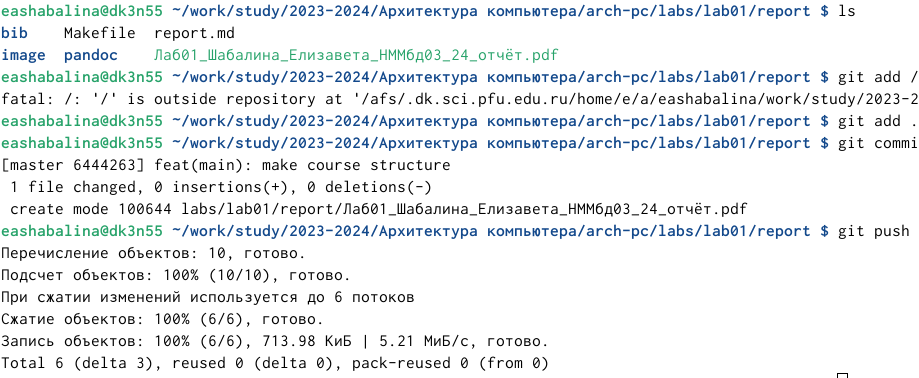 eashabalina@dk3n55 ~/work/study/2023-2024/Архитектура компьютера/arch-pc/labs/lab01/report $ ls
bib    Makefile  report.md
image  pandoc    Лаб01_Шабалина_Елизавета_НММбд03_24_отчёт.pdf
eashabalina@dk3n55 ~/work/study/2023-2024/Архитектура компьютера/arch-pc/labs/lab01/report $ git add /
fatal: /: '/' is outside repository at '/afs/.dk.sci.pfu.edu.ru/home/e/a/eashabalina/work/study/2023-2
eashabalina@dk3n55 ~/work/study/2023-2024/Архитектура компьютера/arch-pc/labs/lab01/report $ git add .
eashabalina@dk3n55 ~/work/study/2023-2024/Архитектура компьютера/arch-pc/labs/lab01/report $ git commi
[master 6444263] feat(main): make course structure
 1 file changed, 0 insertions(+), 0 deletions(-)
 create mode 100644 labs/lab01/report/Лаб01_Шабалина_Елизавета_НММбд03_24_отчёт.pdf
eashabalina@dk3n55 ~/work/study/2023-2024/Архитектура компьютера/arch-pc/labs/lab01/report $ git push
Перечисление объектов: 10, готово.
Подсчет объектов: 100% (10/10), готово.
При сжатии изменений используется до 6 потоков
Сжатие объектов: 100% (6/6), готово.
Запись объектов: 100% (6/6), 713.98 КиБ | 5.21 МиБ/с, готово.
Total 6 (delta 3), reused 0 (delta 0), pack-reused 0 (from 0)